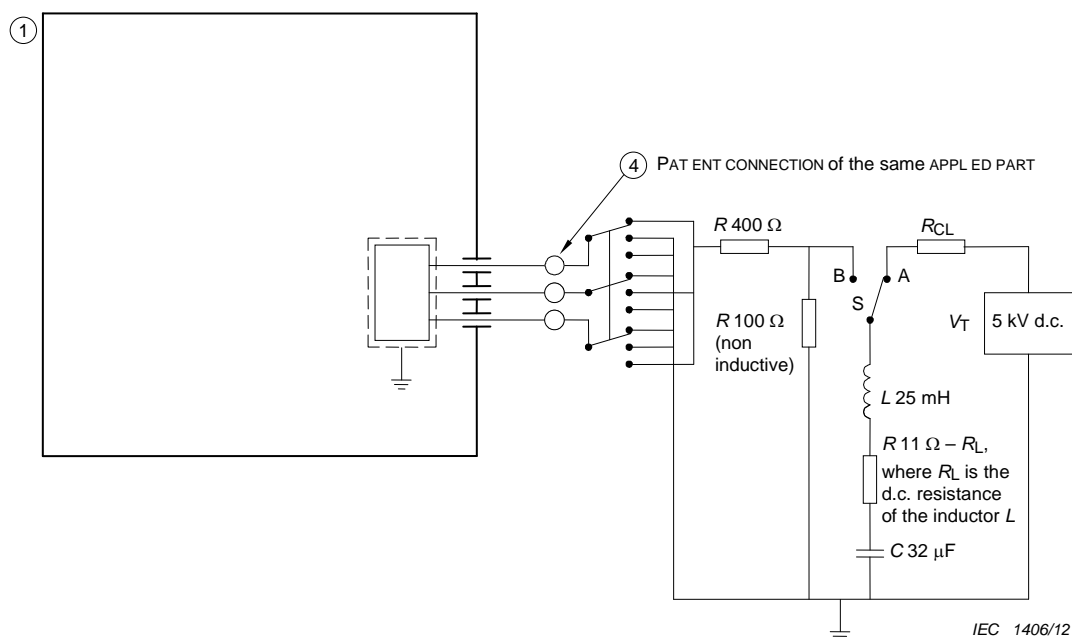 1
4 PAT ENT CONNECTION of the same APPL ED PART
R 400 Ω
RCL
B
A
S
R 100 Ω
(non
inductive)
VT
5 kV d.c.
L 25 mH
R 11 Ω – RL,
where RL is the
d.c. resistance
of the inductor L
C 32 μF
IEC 1406/12